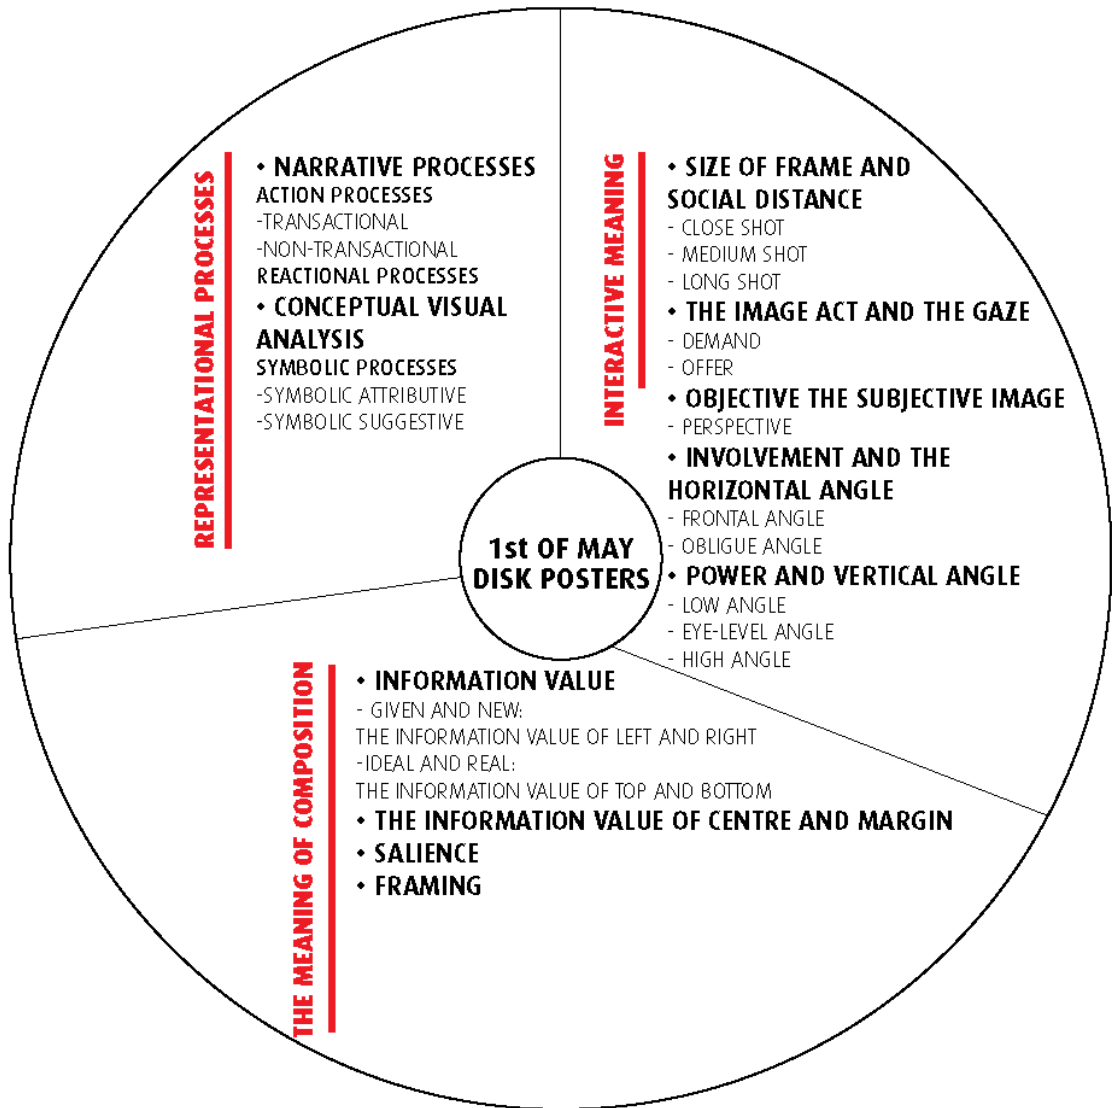 REPRESENTATIONAL PROCESSES
• NARRATIVE PROCESSES
ACTION PROCESSES
-TRANSACTIONAL
-NON-TRANSACTIONAL
REACTIONAL PROCESSES
• CONCEPTUAL VISUAL
ANALYSIS
SYMBOLIC PROCESSES
-SYMBOLIC ATTRIBUTIVE
-SYMBOLIC SUGGESTIVE
INTERACTIVE MEANING
• SIZE OF FRAME AND
SOCIAL DISTANCE
- CLOSE SHOT
- MEDIUM SHOT
- LONG SHOT
• THE IMAGE ACT AND THE GAZE
- DEMAND
- OFFER
• OBJECTIVE THE SUBJECTIVE IMAGE
- PERSPECTIVE
• INVOLVEMENT AND THE
HORIZONTAL ANGLE
- FRONTAL ANGLE
- OBLIGUE ANGLE
• POWER AND VERTICAL ANGLE
- LOW ANGLE
- EYE-LEVEL ANGLE
- HIGH ANGLE
1st OF MAY
DISK POSTERS
THE MEANING OF COMPOSITION
• INFORMATION VALUE
- GIVEN AND NEW:
THE INFORMATION VALUE OF LEFT AND RIGHT
-IDEAL AND REAL:
THE INFORMATION VALUE OF TOP AND BOTTOM
• THE INFORMATION VALUE OF CENTRE AND MARGIN
• SALIENCE
• FRAMING